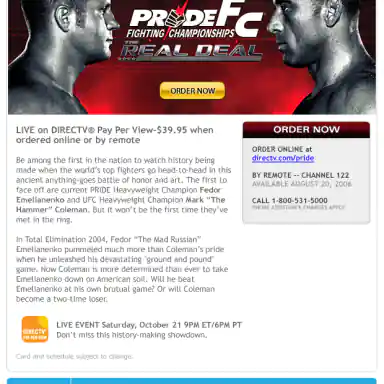 PRIDE FC
FIGHTING CHAMPIONSHIPS
REAL DEAL
ORDER NOW
LIVE on DIRECTV® Pay Per View-$39.95 when
ordered online or by remote
Be among the first in the nation to watch history being
made when the world's top fighters go head-to-head in this
ancient anything-goes battle of honor and art. The first to
face off are current PRIDE Heavyweight Champion Fedor
Emelianenko and UFC Heavyweight Champion Mark "The
Hammer" Coleman. But it won't be the first time they've
met in the ring.
In Total Elimination 2004, Fedor "The Mad Russian"
Emelianenko pummeled much more than Coleman's pride
when he unleashed his devastating `ground and pound'
game. Now Coleman is more determined than ever to take
Emelianenko down on American soil. Will he beat
Emelianenko at his own brutal game? Or will Coleman
become a two-time loser.
DIRECTV
LIVE EVENT Saturday, October 21 9PM ET/6PM PT
Don't miss this history-making showdown.
Card and schedule subject to change.
ORDER NOW
ORDER ONLINE at
directv.com/pride
BY REMOTE -- CHANNEL 122
AVAILABLE AUGUST 20, 2006
CALL 1-800-531-5000
PHONE ASSISTANCE CHARGES APPLY